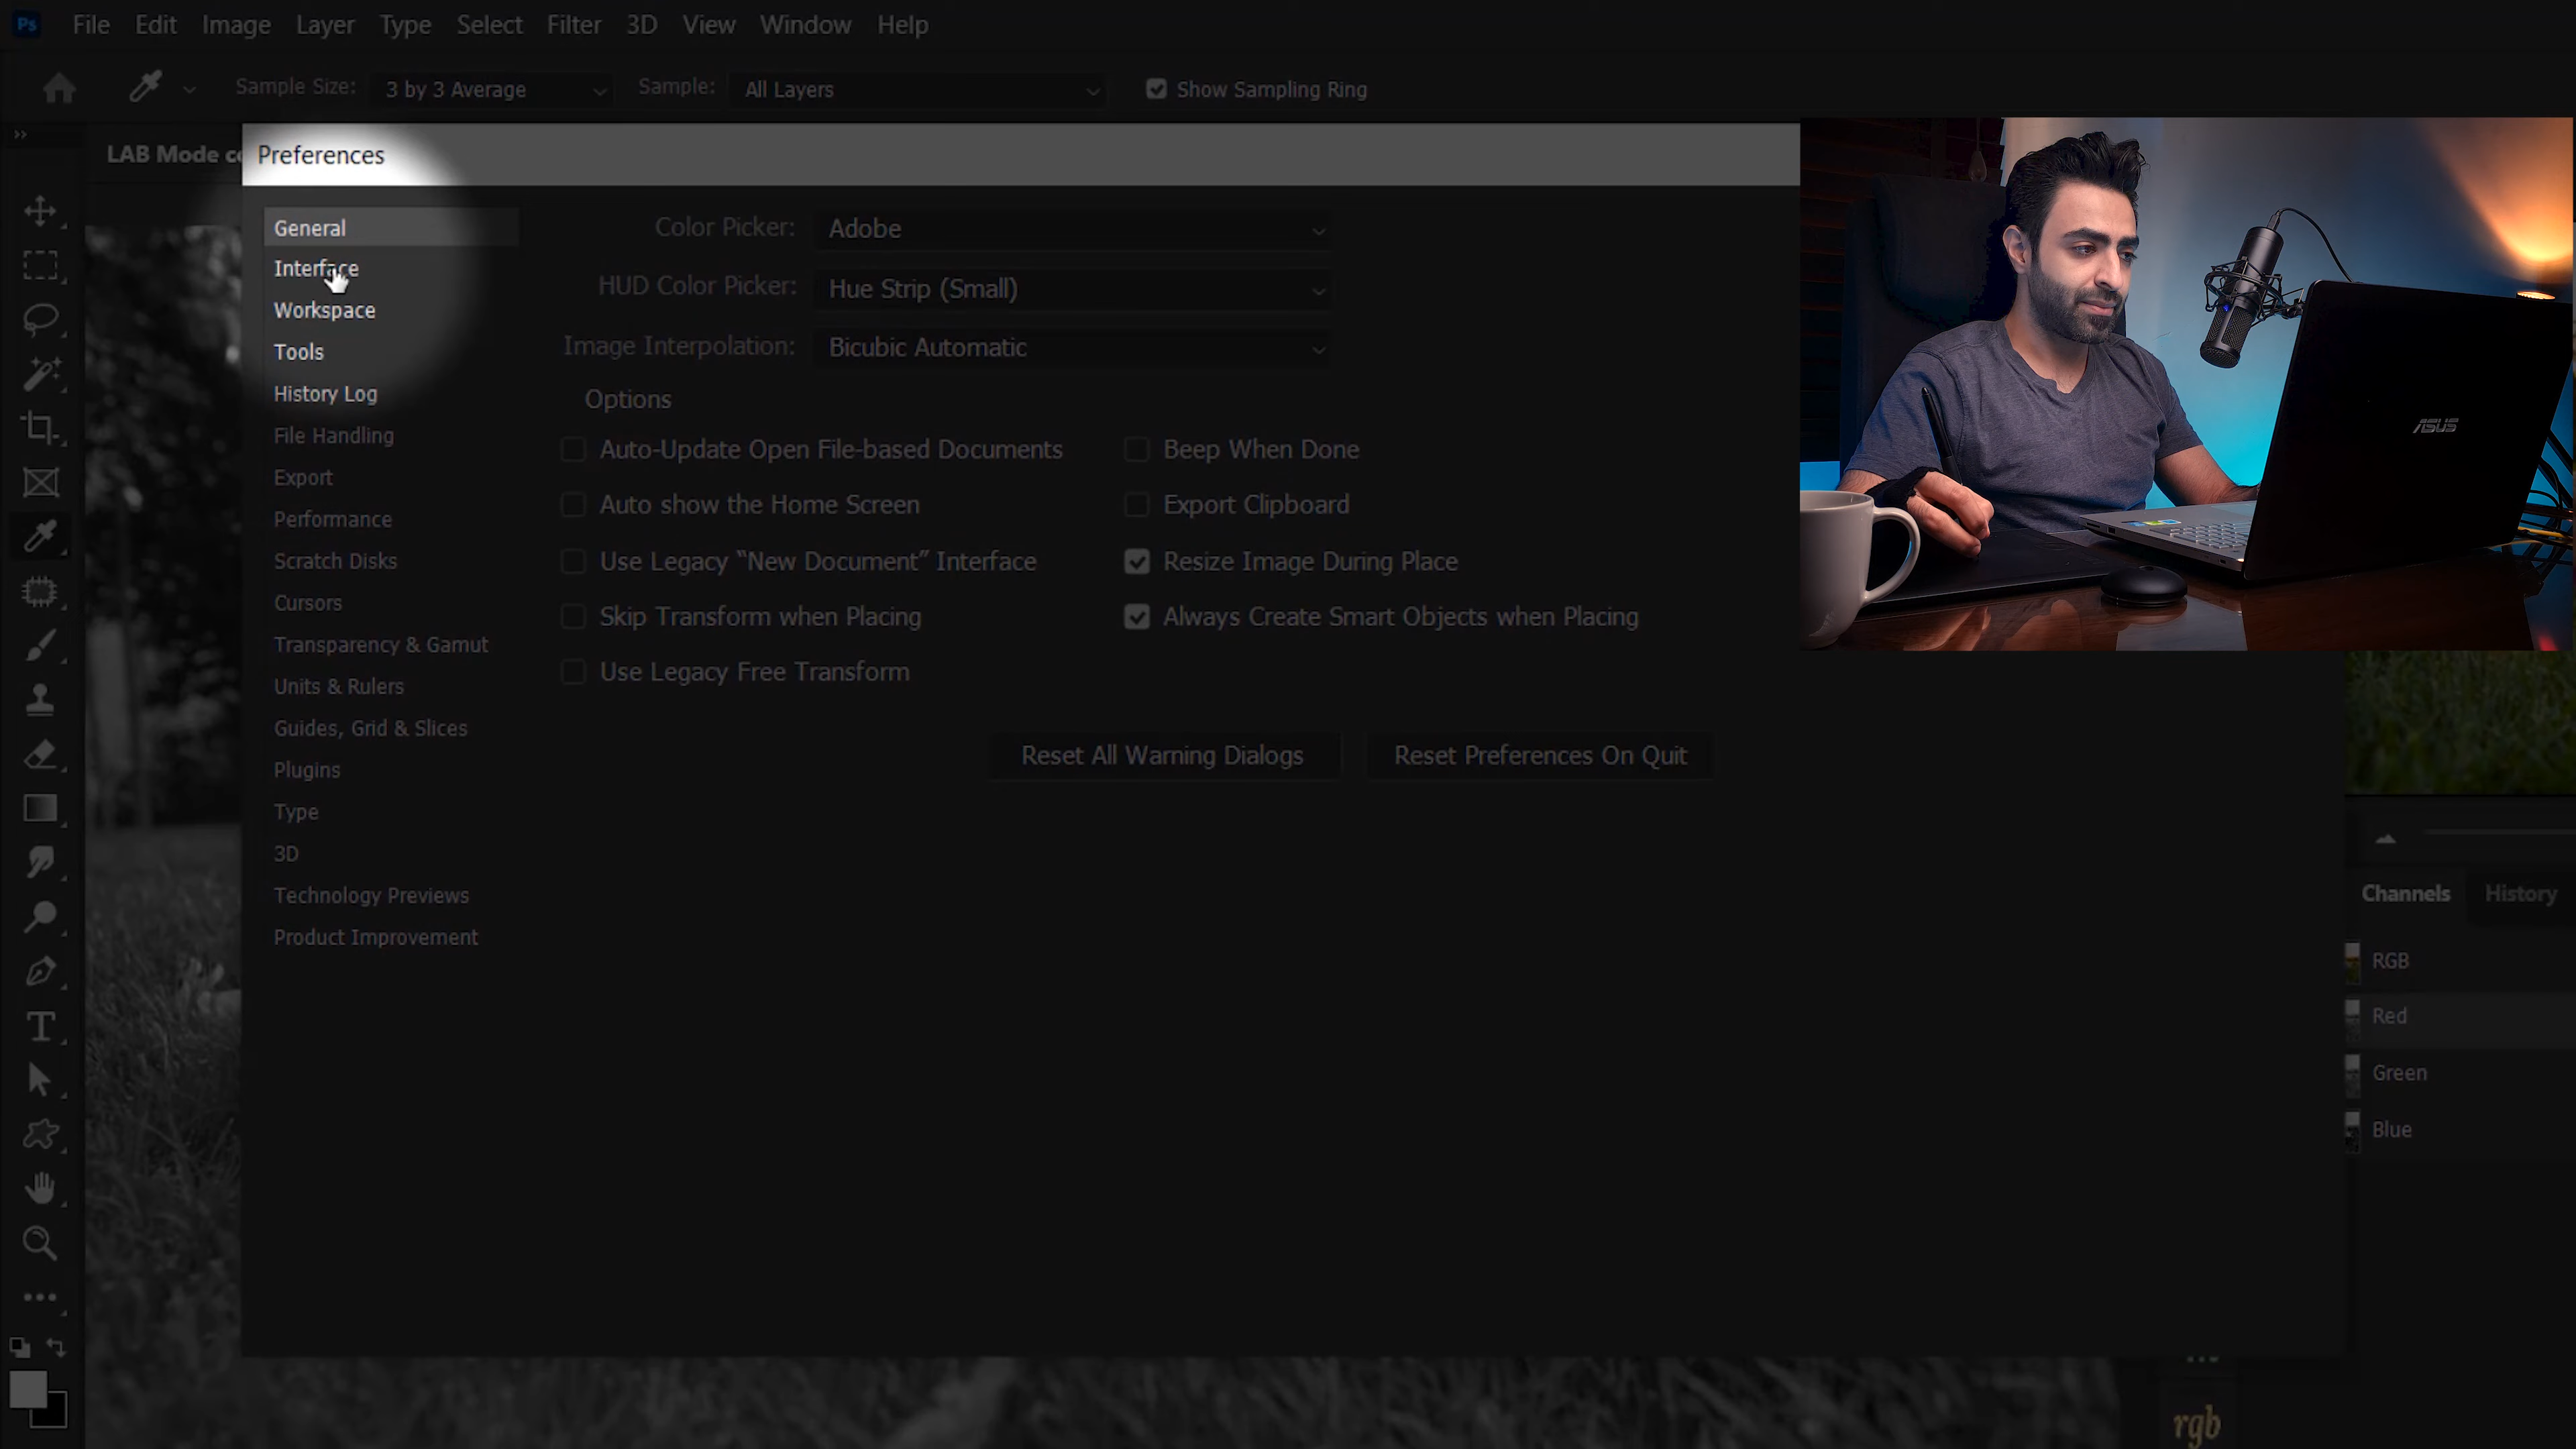 Ps File Edit Image Layer Type Select Filter 3D View Window Help
Sample Size: 3 by 3 Average Sample: All Layers Show Sampling Ring
LAB Mode
Preferences
General
Interface
Workspace
Tools
History Log
File Handling
Export
Performance
Scratch Disks
Cursors
Transparency & Gamut
Units & Rulers
Guides, Grid & Slices
Plugins
Type
3D
Technology Previews
Product Improvement
Color Picker: Adobe
HUD Color Picker: Hue Strip (Small)
Image Interpolation: Bicubic Automatic
Options
Auto-Update Open File-based Documents
Auto show the Home Screen
Use Legacy “New Document” Interface
Skip Transform when Placing
Use Legacy Free Transform
Beep When Done
Export Clipboard
Resize Image During Place
Always Create Smart Objects when Placing
Reset All Warning Dialogs Reset Preferences On Quit
ASUS
Channels History
RGB
Red
Green
Blue
rgb